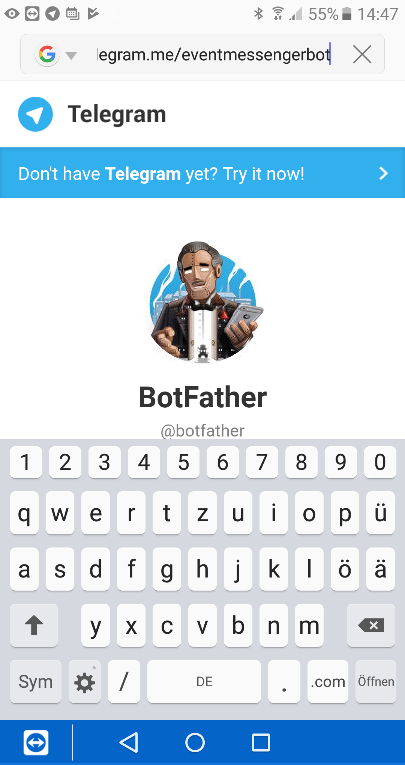 55% 14:47
legram.me/eventmessengerbot
Telegram
Don't have Telegram yet? Try it now!
BotFather
@botfather
1 2 3 4 5 6 7 8 9 0
q w e r t z u i o p ü
a s d f g h j k l ö ä
y x c v b n m
Sym / DE . .com Öffnen